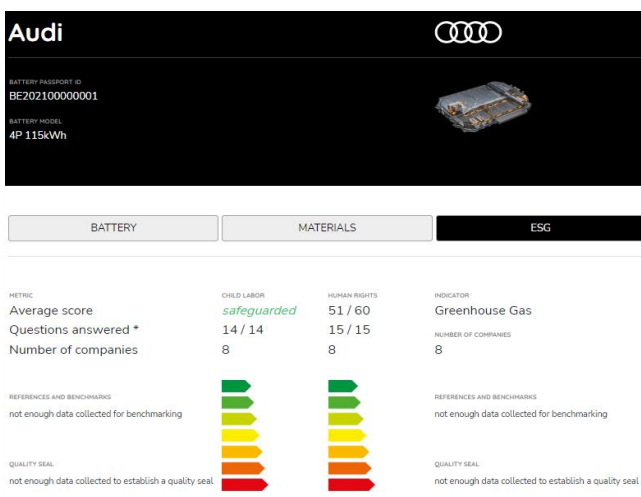 Audi
BATTERY PASSPORT ID
BE202100000001
BATTERY MODEL
4P 115kWh
BATTERY
MATERIALS
ESG
METRIC
CHILD LABOR
HUMAN RIGHTS
Average score
safeguarded
51 / 60
Questions answered *
14 / 14
15 / 15
Number of companies
8
8
INDICATOR
Greenhouse Gas
NUMBER OF COMPANIES
8
REFERENCES AND BENCHMARKS
not enough data collected for benchmarking
REFERENCES AND BENCHMARKS
not enough data collected for benchmarking
QUALITY SEAL
not enough data collected to establish a quality seal
QUALITY SEAL
not enough data collected to establish a quality seal